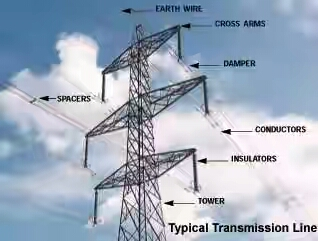 EARTH WIRE
CROSS ARMS
DAMPER
SPACERS
CONDUCTORS
INSULATORS
TOWER
Typical Transmission Line